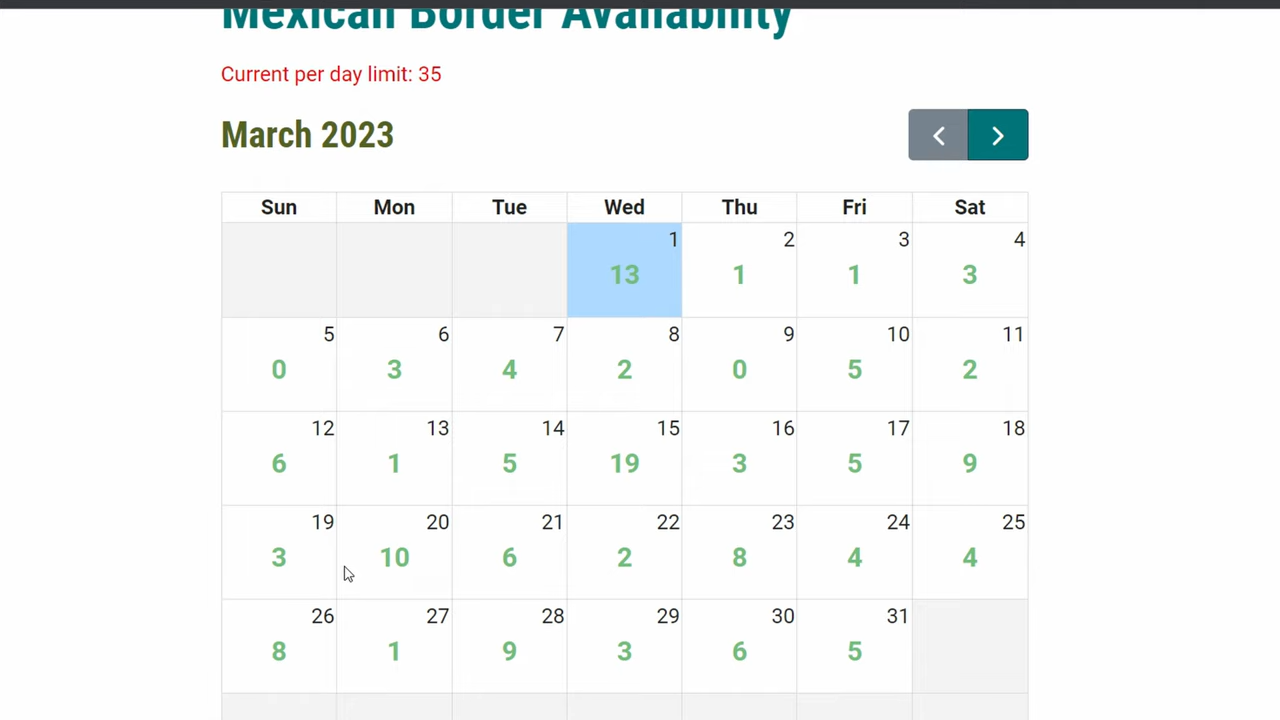 Mexican Border Availability
Current per day limit: 35
March 2023
Sun Mon Tue Wed Thu Fri Sat
1 2 3 4
13 1 1 3
5 6 7 8 9 10 11
0 3 4 2 0 5 2
12 13 14 15 16 17 18
6 1 5 19 3 5 9
19 20 21 22 23 24 25
3 10 6 2 8 4 4
26 27 28 29 30 31
8 1 9 3 6 5